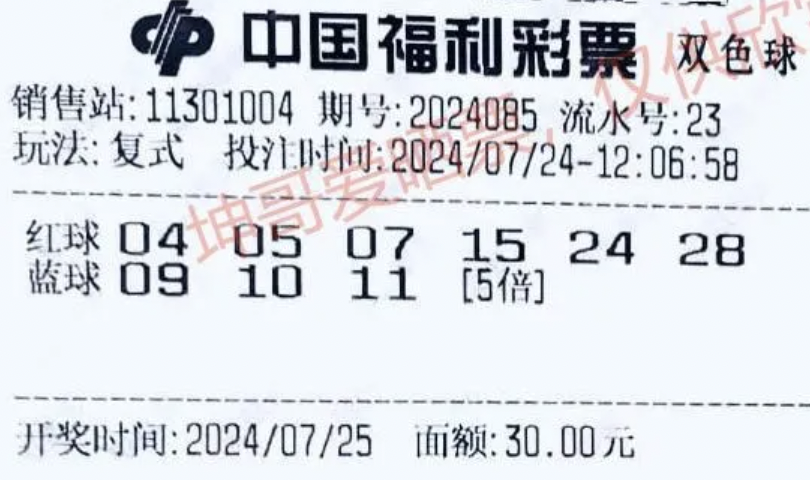 中国福利彩票 双色球
销售站:11301004 期号:2024085 流水号:23
玩法:复式 投注时间:2024/07/24-12:06:58
红球 04 05 07 15 24 28
蓝球 09 10 11 [5倍]
开奖时间:2024/07/25 面额:30.00元
坤哥爱晒票,仅供欣